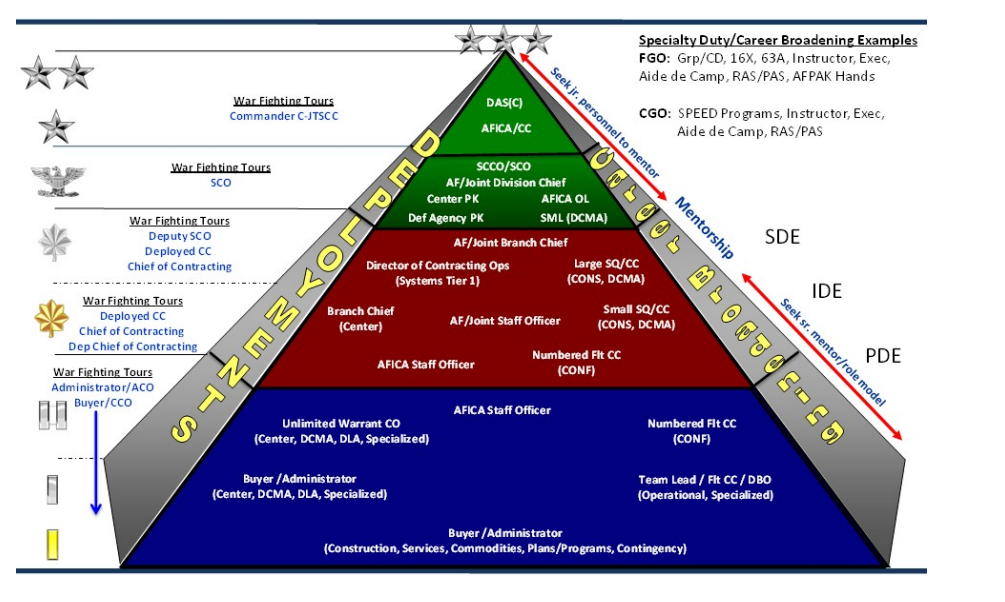 Specialty Duty/Career Broadening Examples
FGO: Grp/CD, 16X, 63A, Instructor, Exec,
Aide de Camp, RAS/PAS, AFPAK Hands
CGO: SPEED Programs, Instructor, Exec,
Aide de Camp, RAS/PAS
War Fighting Tours
Commander C-JTSCC
War Fighting Tours
SCO
War Fighting Tours
Deputy SCO
Deployed CC
Chief of Contracting
War Fighting Tours
Deployed CC
Chief of Contracting
Dep Chief of Contracting
War Fighting Tours
Administrator/ACO
Buyer/CCO
DEPLOYMENTS
DAS(C)
AFICA/CC
SCCO/SCO
AF/Joint Division Chief
Center PK AFICA OL
Def Agency PK SML (DCMA)
AF/Joint Branch Chief
Director of Contracting Ops
(Systems Tier 1)
Large SQ/CC
(CONS, DCMA)
Branch Chief
(Center)
AF/Joint Staff Officer
Small SQ/CC
(CONS, DCMA)
AFICA Staff Officer
Numbered Flt CC
(CONF)
AFICA Staff Officer
Unlimited Warrant CO
(Center, DCMA, DLA, Specialized)
Numbered Flt CC
(CONF)
Buyer /Administrator
(Center, DCMA, DLA, Specialized)
Team Lead / Flt CC / DBO
(Operational, Specialized)
Buyer /Administrator
(Construction, Services, Commodities, Plans/Programs, Contingency)
Career Broadening
Seek jr. personnel to mentor
Mentorship
Seek sr. mentor/role model
SDE
IDE
PDE